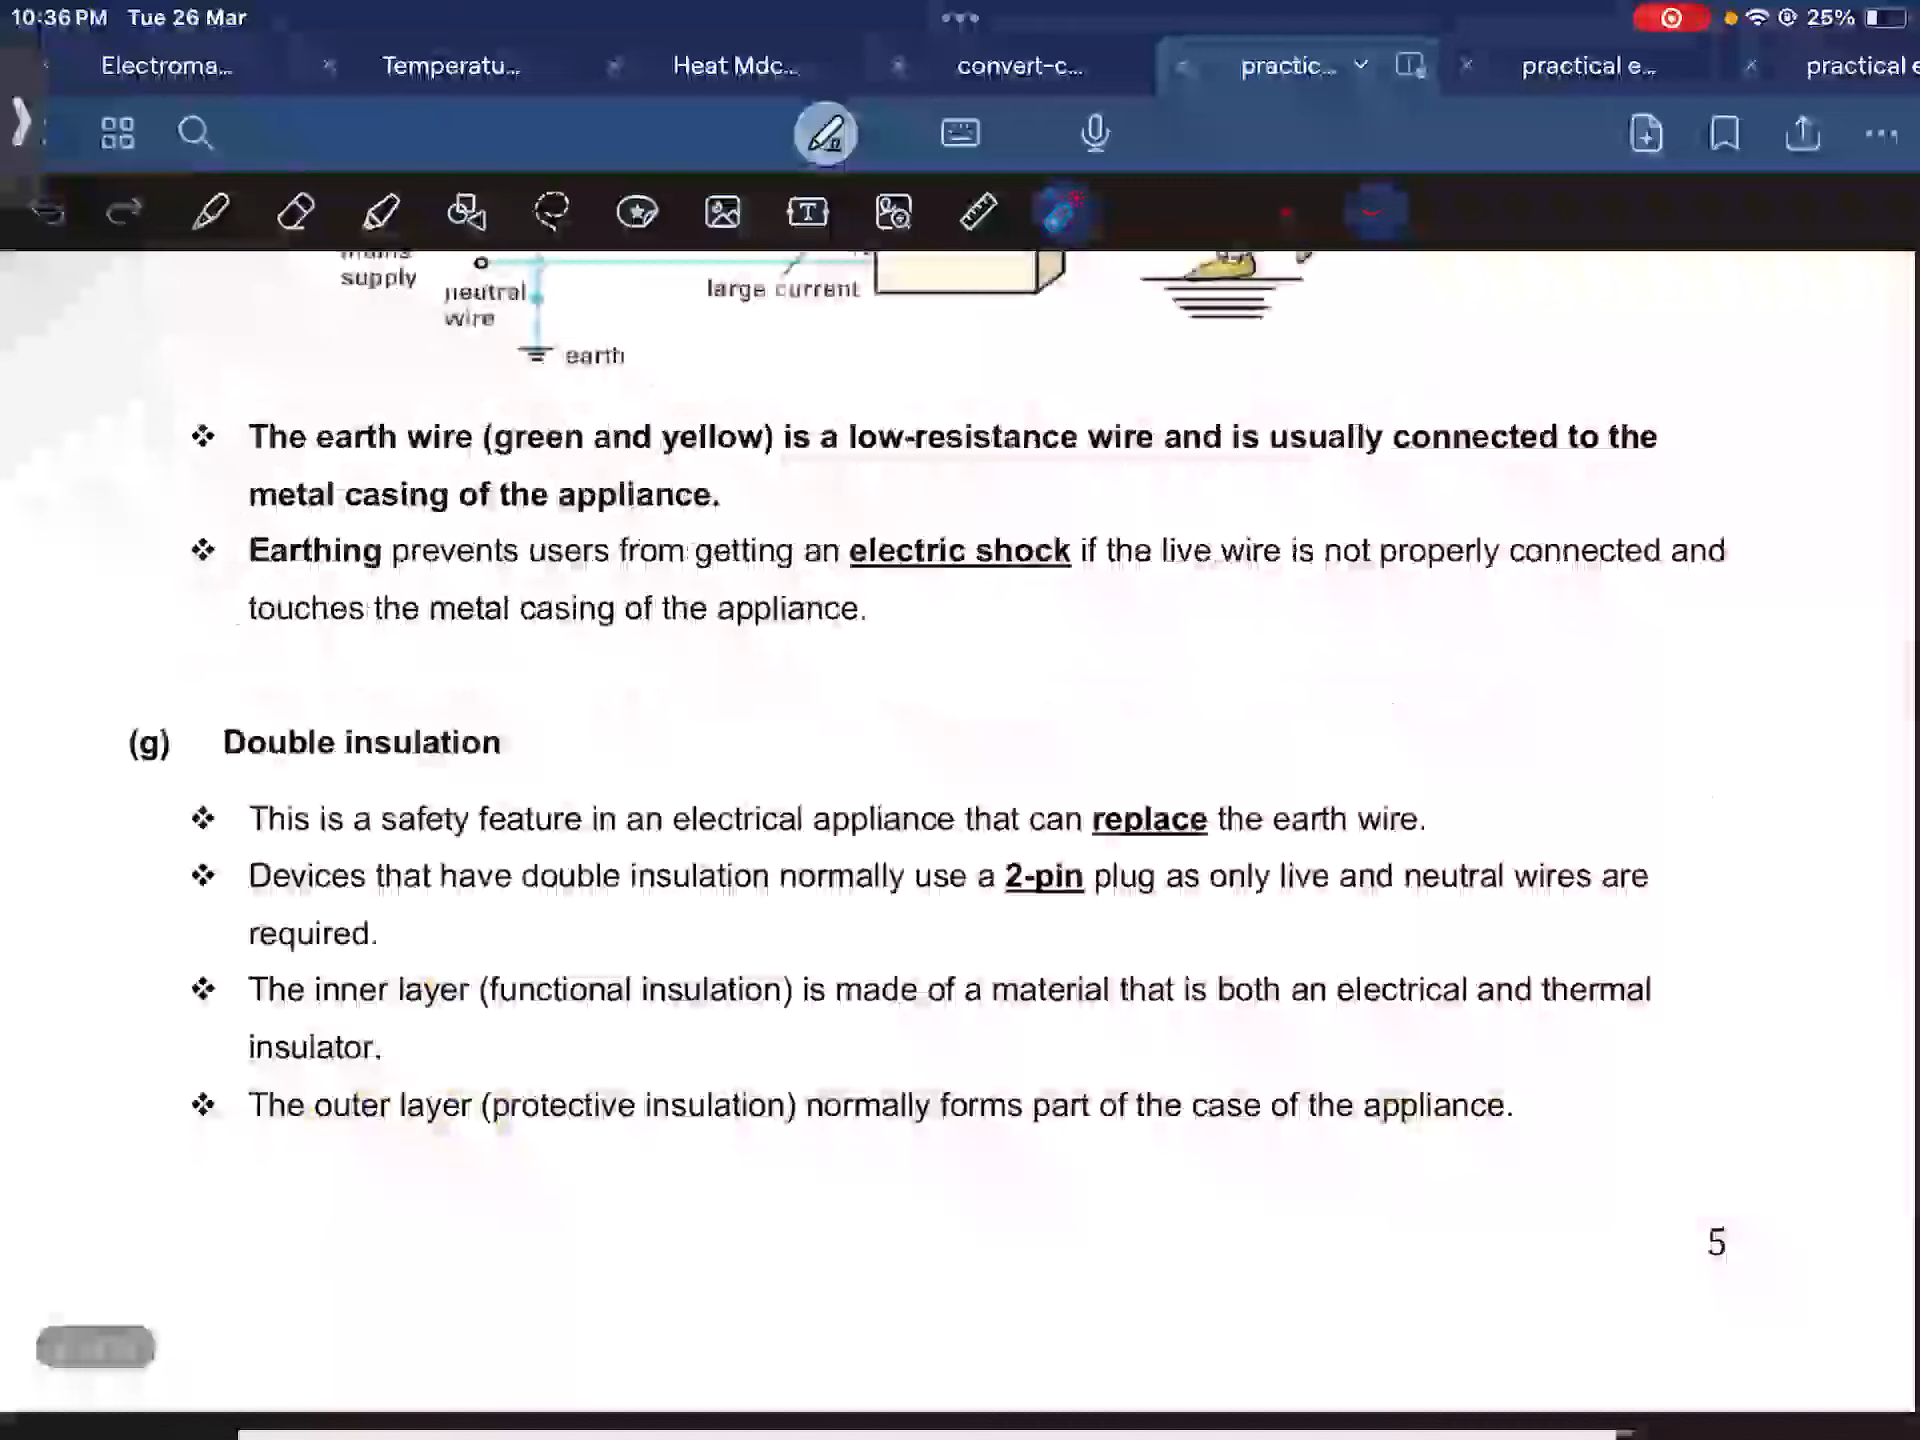 10:36 PM Tue 26 Mar
25%
Electroma...
Temperatu...
Heat Mdc...
convert-c...
practic...
practical e...
practical e
supply
neutral
wire
large current
earth
❖ The earth wire (green and yellow) is a low-resistance wire and is usually connected to the
metal casing of the appliance.
❖ Earthing prevents users from getting an electric shock if the live wire is not properly connected and
touches the metal casing of the appliance.
(g) Double insulation
❖ This is a safety feature in an electrical appliance that can replace the earth wire.
❖ Devices that have double insulation normally use a 2-pin plug as only live and neutral wires are
required.
❖ The inner layer (functional insulation) is made of a material that is both an electrical and thermal
insulator.
❖ The outer layer (protective insulation) normally forms part of the case of the appliance.
5